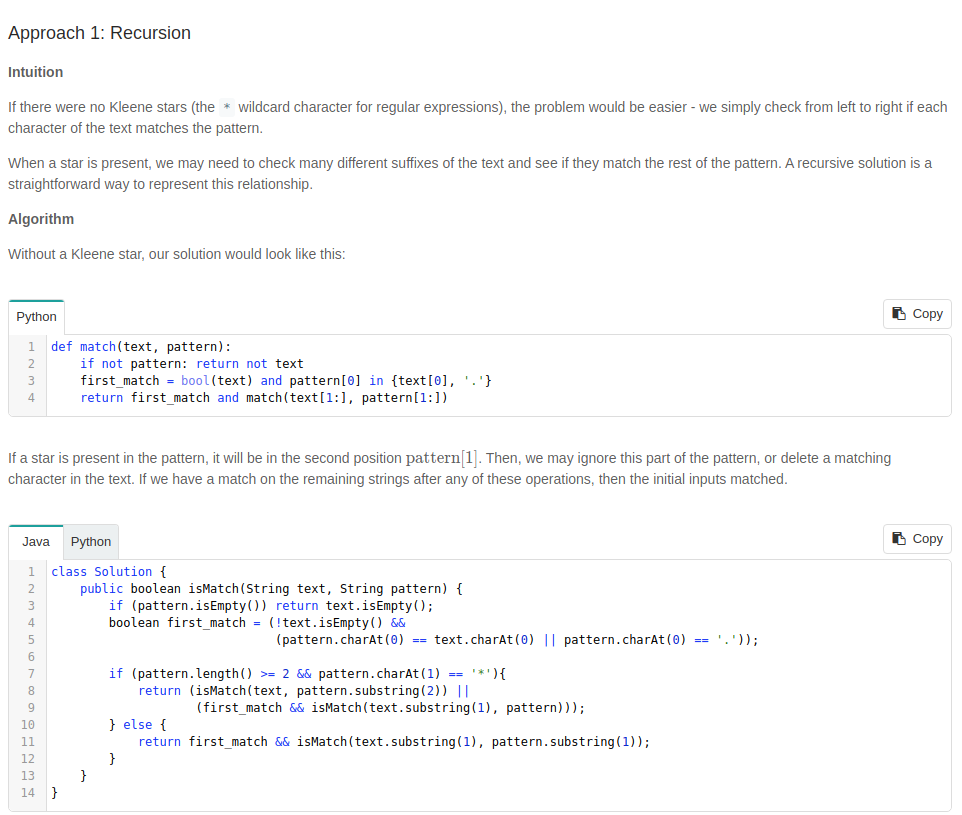 Approach 1: Recursion
Intuition
If there were no Kleene stars (the * wildcard character for regular expressions), the problem would be easier - we simply check from left to right if each
character of the text matches the pattern.
When a star is present, we may need to check many different suffixes of the text and see if they match the rest of the pattern. A recursive solution is a
straightforward way to represent this relationship.
Algorithm
Without a Kleene star, our solution would look like this:
Python Copy
1 def match(text, pattern):
2     if not pattern: return not text
3     first_match = bool(text) and pattern[0] in {text[0], '.'}
4     return first_match and match(text[1:], pattern[1:])
If a star is present in the pattern, it will be in the second position pattern[1]. Then, we may ignore this part of the pattern, or delete a matching
character in the text. If we have a match on the remaining strings after any of these operations, then the initial inputs matched.
Java Python Copy
1 class Solution {
2     public boolean isMatch(String text, String pattern) {
3         if (pattern.isEmpty()) return text.isEmpty();
4         boolean first_match = (!text.isEmpty() &&
5                                (pattern.charAt(0) == text.charAt(0) || pattern.charAt(0) == '.'));
6
7         if (pattern.length() >= 2 && pattern.charAt(1) == '*'){
8             return (isMatch(text, pattern.substring(2)) ||
9                     (first_match && isMatch(text.substring(1), pattern)));
10         } else {
11             return first_match && isMatch(text.substring(1), pattern.substring(1));
12         }
13     }
14 }